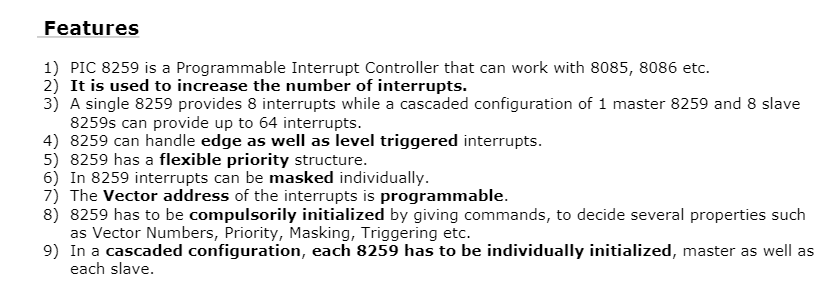 Features
1) PIC 8259 is a Programmable Interrupt Controller that can work with 8085, 8086 etc.
2) It is used to increase the number of interrupts.
3) A single 8259 provides 8 interrupts while a cascaded configuration of 1 master 8259 and 8 slave
8259s can provide up to 64 interrupts.
4) 8259 can handle edge as well as level triggered interrupts.
5) 8259 has a flexible priority structure.
6) In 8259 interrupts can be masked individually.
7) The Vector address of the interrupts is programmable.
8) 8259 has to be compulsorily initialized by giving commands, to decide several properties such
as Vector Numbers, Priority, Masking, Triggering etc.
9) In a cascaded configuration, each 8259 has to be individually initialized, master as well as
each slave.